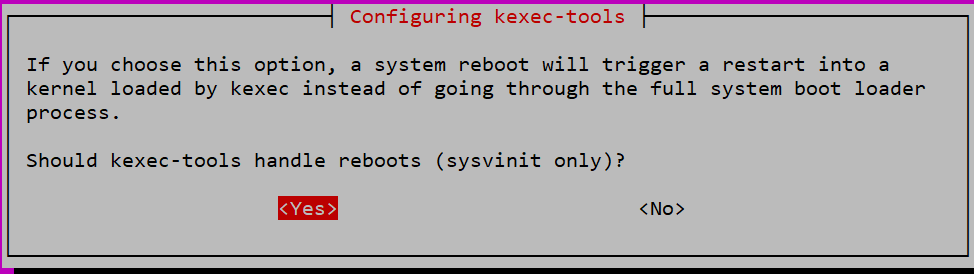 Configuring kexec-tools
If you choose this option, a system reboot will trigger a restart into a
kernel loaded by kexec instead of going through the full system boot loader
process.
Should kexec-tools handle reboots (sysvinit only)?
<Yes> <No>